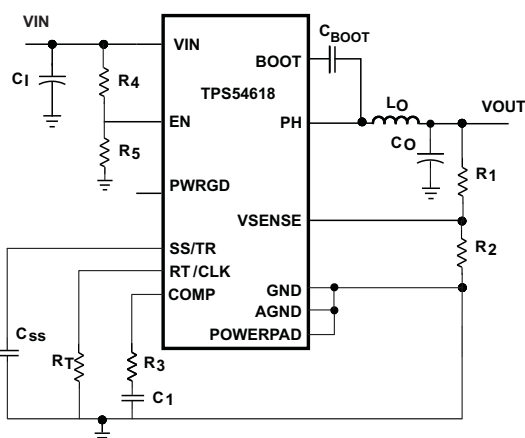 VIN
CI
R4
R5
VIN
EN
PWRGD
SS/TR
RT/CLK
COMP
TPS54618
BOOT
PH
VSENSE
GND
AGND
POWERPAD
CBOOT
LO
VOUT
CO
R1
R2
Css
RT
R3
C1